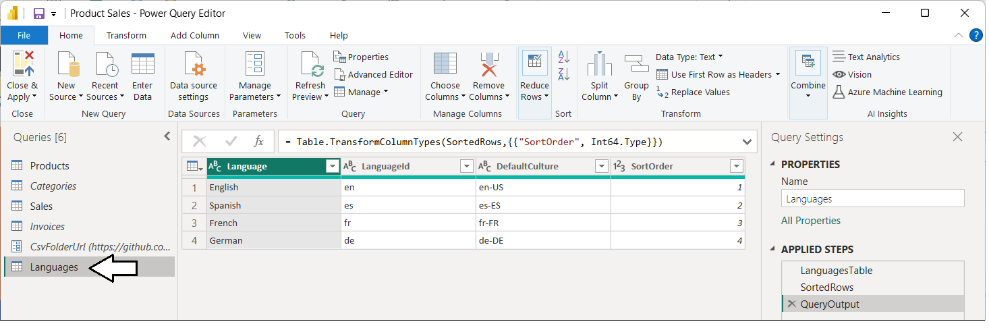 Product Sales - Power Query Editor
File Home Transform Add Column View Tools Help
Close & Apply
New Source
Recent Sources
Enter Data
Data source settings
Manage Parameters
Refresh Preview
Properties
Advanced Editor
Manage
Choose Columns
Remove Columns
Reduce Rows
Split Column
Group By
Data Type: Text
Use First Row as Headers
Replace Values
Combine
Text Analytics
Vision
Azure Machine Learning
Close New Query Data Sources Parameters Query Manage Columns Sort Transform AI Insights
Queries [6]
Products
Categories
Sales
Invoices
CsvFolderUrl (https://github.co...
Languages
fx = Table.TransformColumnTypes(SortedRows,{{"SortOrder", Int64.Type}})
ABC Language ABC LanguageId ABC DefaultCulture 123 SortOrder
1 English en en-US 1
2 Spanish es es-ES 2
3 French fr fr-FR 3
4 German de de-DE 4
Query Settings
PROPERTIES
Name
Languages
All Properties
APPLIED STEPS
LanguagesTable
SortedRows
QueryOutput